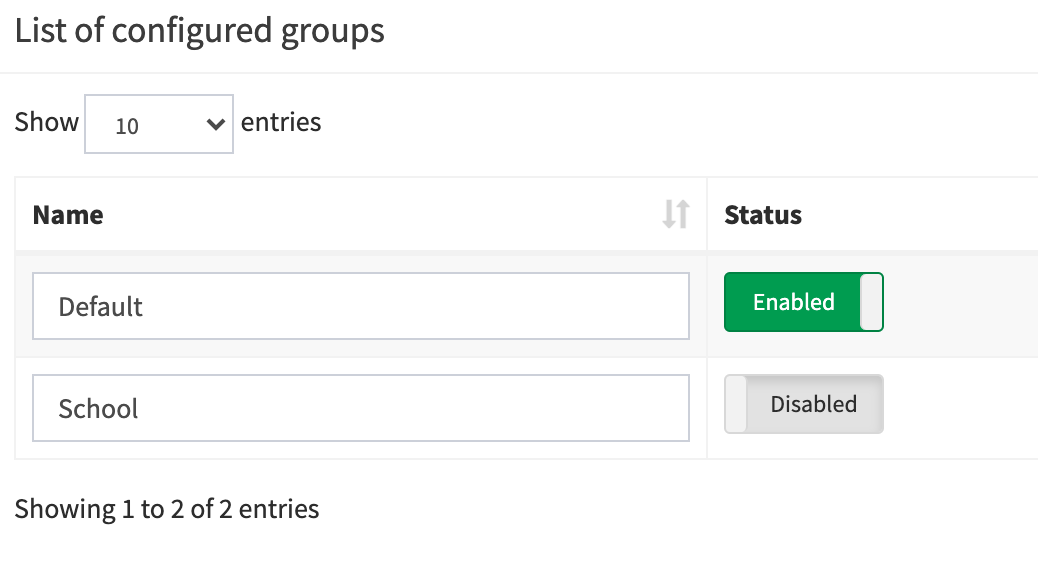 List of configured groups
Show 10 entries
Name Status
Default Enabled
School Disabled
Showing 1 to 2 of 2 entries